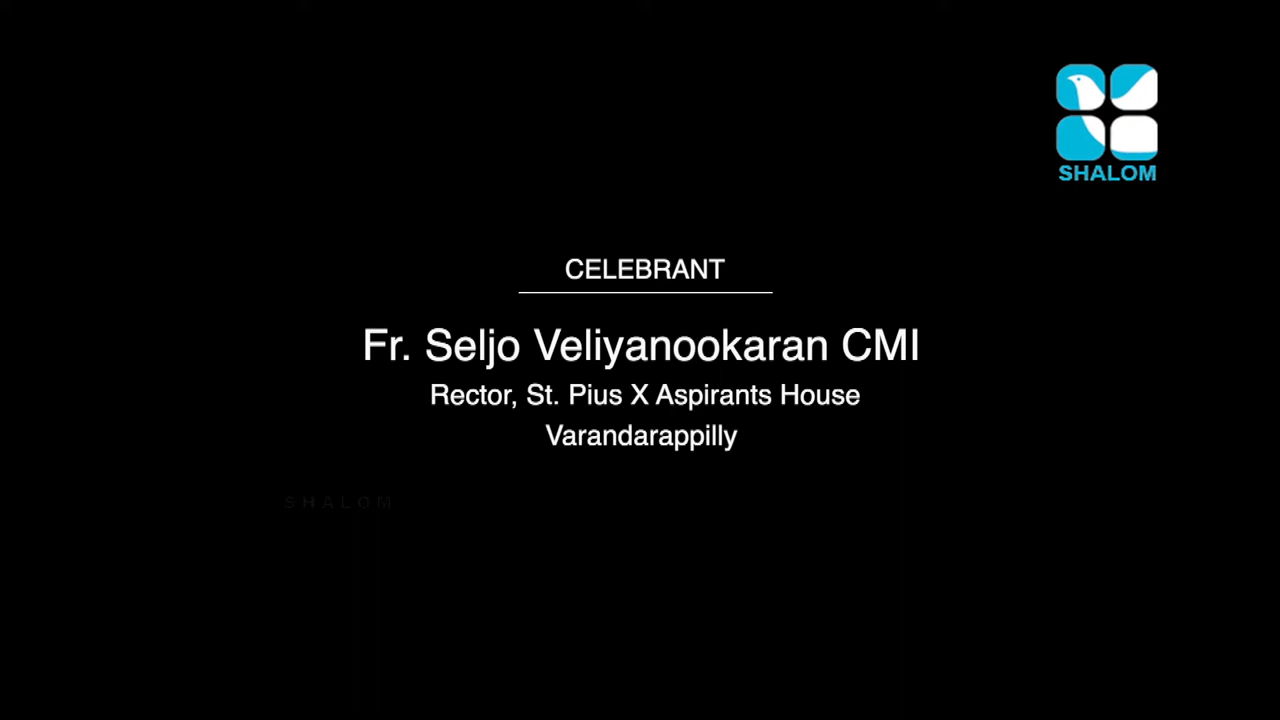 SHALOM
CELEBRANT
Fr. Seljo Veliyanookaran CMI
Rector, St. Pius X Aspirants House
Varandarappilly
SHALOM